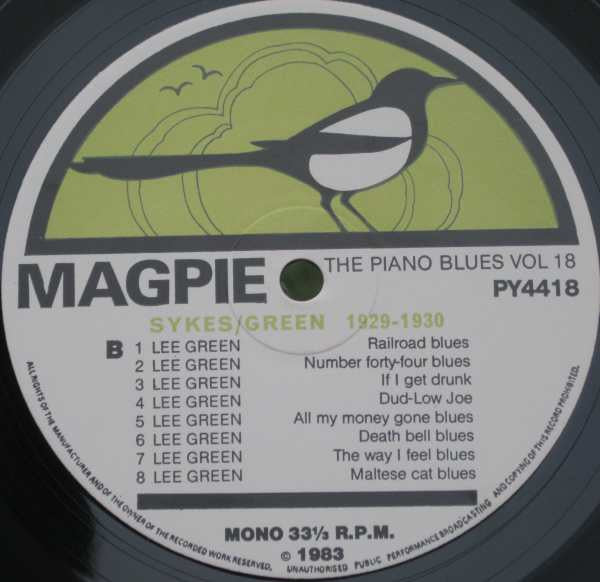 MAGPIE
THE PIANO BLUES VOL 18
PY4418
SYKES/GREEN 1929-1930
B 1 LEE GREEN Railroad blues
2 LEE GREEN Number forty-four blues
3 LEE GREEN If I get drunk
4 LEE GREEN Dud-Low Joe
5 LEE GREEN All my money gone blues
6 LEE GREEN Death bell blues
7 LEE GREEN The way I feel blues
8 LEE GREEN Maltese cat blues
MONO 33⅓ R.P.M.
© 1983
ALL RIGHTS OF THE MANUFACTURER AND OF THE OWNER OF THE RECORDED WORK RESERVED. UNAUTHORISED PUBLIC PERFORMANCE BROADCASTING AND COPYING OF THIS RECORD PROHIBITED.